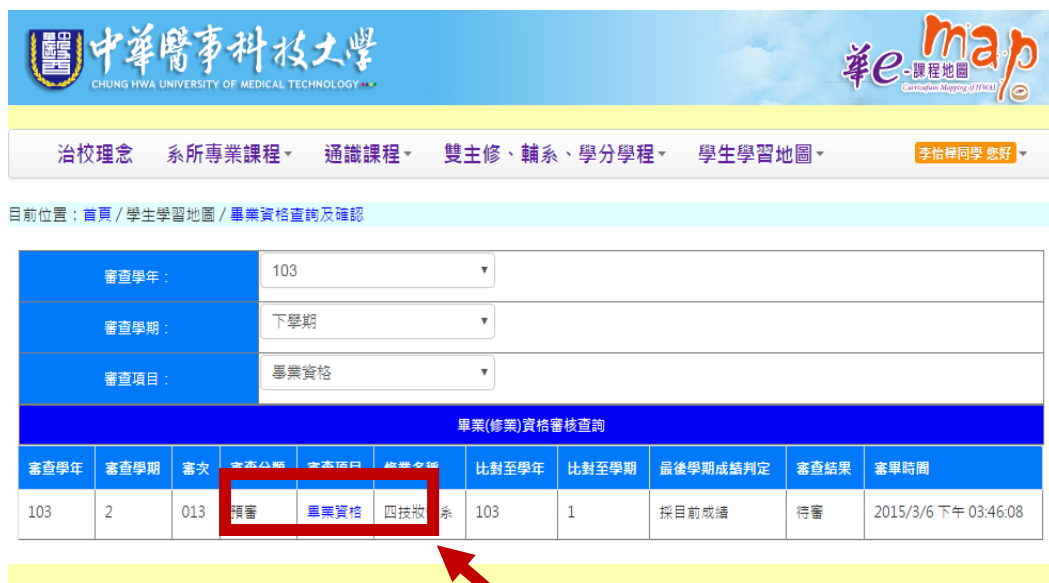 中華醫事科技大學
CHUNG HWA UNIVERSITY OF MEDICAL TECHNOLOGY
華e-課程地圖 map
Curriculum Mapping of HWAI
治校理念 系所專業課程 通識課程 雙主修、輔系、學分學程 學生學習地圖 李怡樺同學 您好
目前位置：首頁 / 學生學習地圖 / 畢業資格查詢及確認
審查學年： 103
審查學期： 下學期
審查項目： 畢業資格
畢業(修業)資格審核查詢
審查學年 審查學期 審次 審查分類 審查項目 修業名稱 比對至學年 比對至學期 最後學期成績判定 審查結果 審畢時間
103 2 013 預審 畢業資格 四技妝 系 103 1 採目前成績 待審 2015/3/6 下午 03:46:08